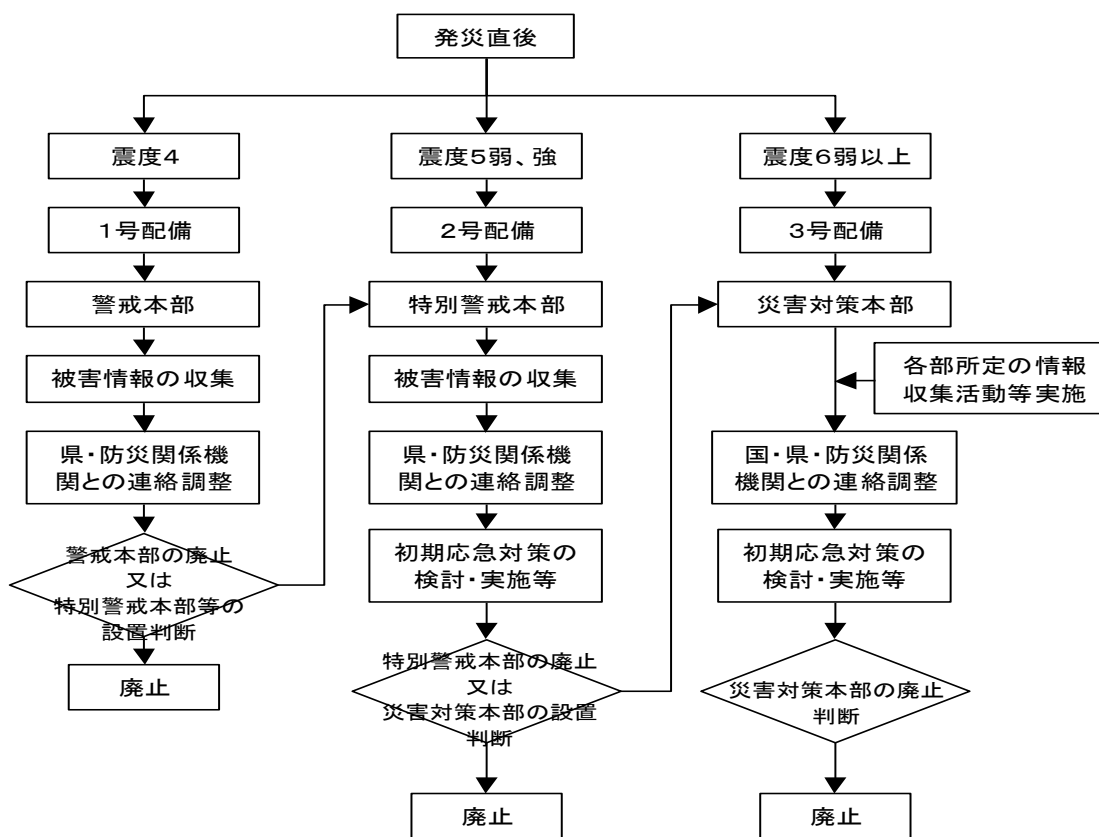 発災直後
震度4
震度5弱、強
震度6弱以上
1号配備
2号配備
3号配備
警戒本部
特別警戒本部
災害対策本部
被害情報の収集
被害情報の収集
各部所定の情報
収集活動等実施
県・防災関係機
関との連絡調整
県・防災関係機
関との連絡調整
国・県・防災関係
機関との連絡調整
警戒本部の廃止
又は
特別警戒本部等の
設置判断
初期応急対策の
検討・実施等
初期応急対策の
検討・実施等
廃止
特別警戒本部の廃止
又は
災害対策本部の設置
判断
災害対策本部の廃止
判断
廃止
廃止